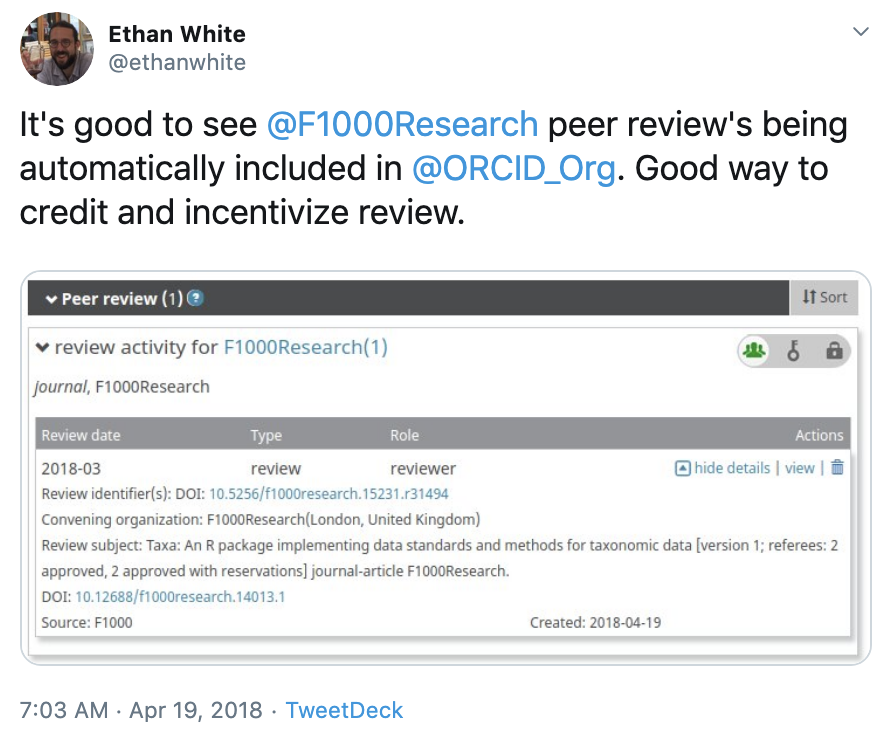 Ethan White
@ethanwhite
It's good to see @F1000Research peer review's being
automatically included in @ORCID_Org. Good way to
credit and incentivize review.
Peer review (1) ?
Sort
review activity for F1000Research(1)
journal, F1000Research
Review date Type Role Actions
2018-03 review reviewer hide details | view |
Review identifier(s): DOI: 10.5256/f1000research.15231.r31494
Convening organization: F1000Research(London, United Kingdom)
Review subject: Taxa: An R package implementing data standards and methods for taxonomic data [version 1; referees: 2
approved, 2 approved with reservations] journal-article F1000Research.
DOI: 10.12688/f1000research.14013.1
Source: F1000 Created: 2018-04-19
7:03 AM · Apr 19, 2018 · TweetDeck